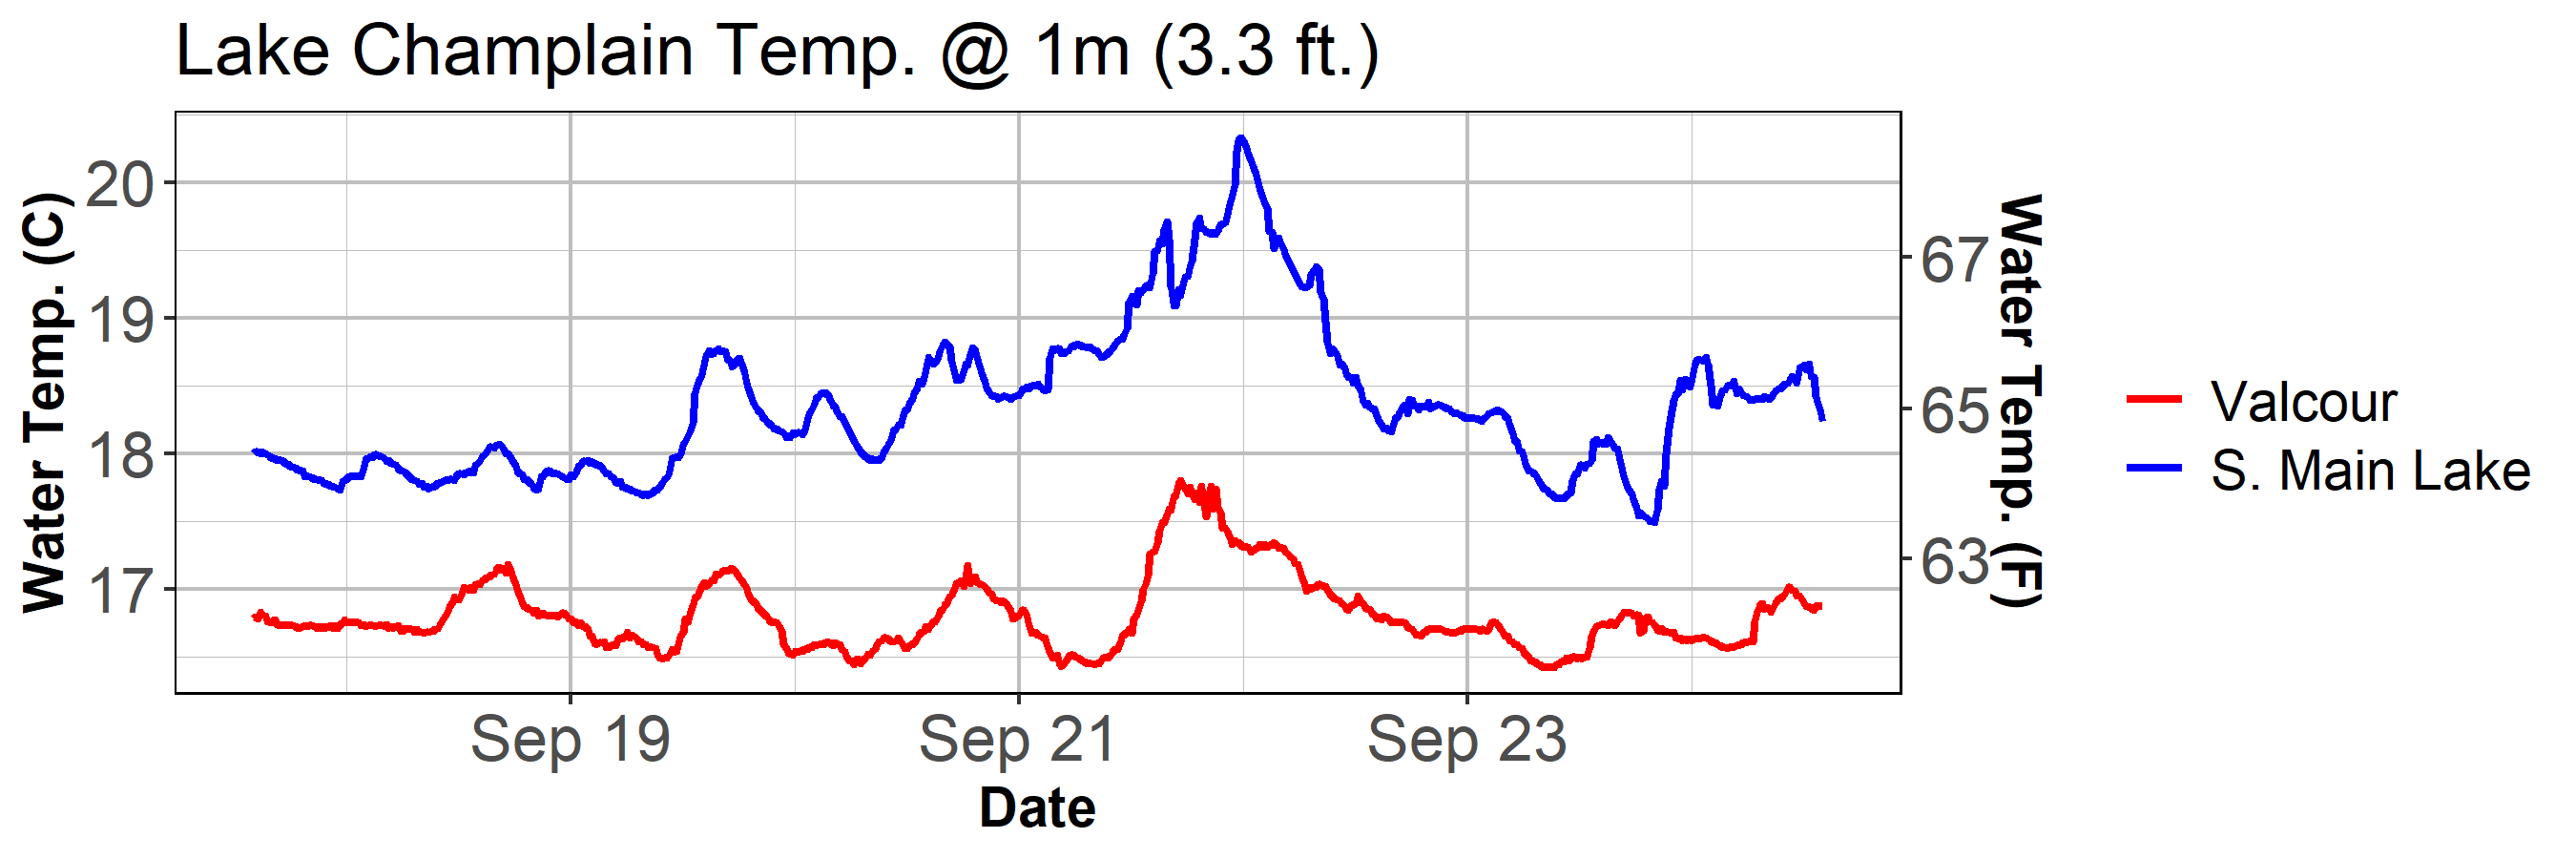 Lake Champlain Temp. @ 1m (3.3 ft.)
Water Temp. (C)
20
19
18
17
67
65
63
Water Temp. (F)
Sep 19
Sep 21
Sep 23
Date
Valcour
S. Main Lake